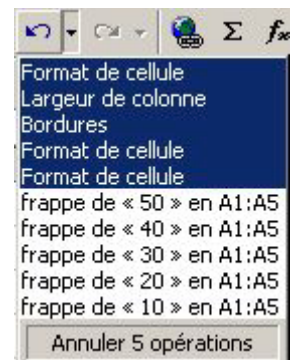 Σ fx
Format de cellule
Largeur de colonne
Bordures
Format de cellule
Format de cellule
frappe de « 50 » en A1:A5
frappe de « 40 » en A1:A5
frappe de « 30 » en A1:A5
frappe de « 20 » en A1:A5
frappe de « 10 » en A1:A5
Annuler 5 opérations